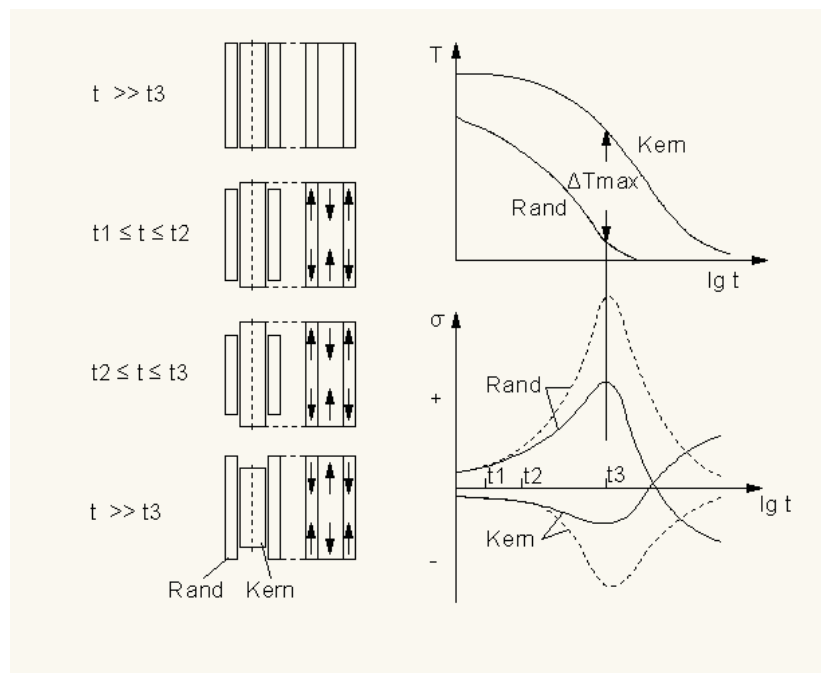 t >> t3
t1 ≤ t ≤ t2
t2 ≤ t ≤ t3
t >> t3
Rand Kern
T
Kern
ΔTmax
Rand
lg t
σ
Rand
+
t1 t2 t3
lg t
Kern
-